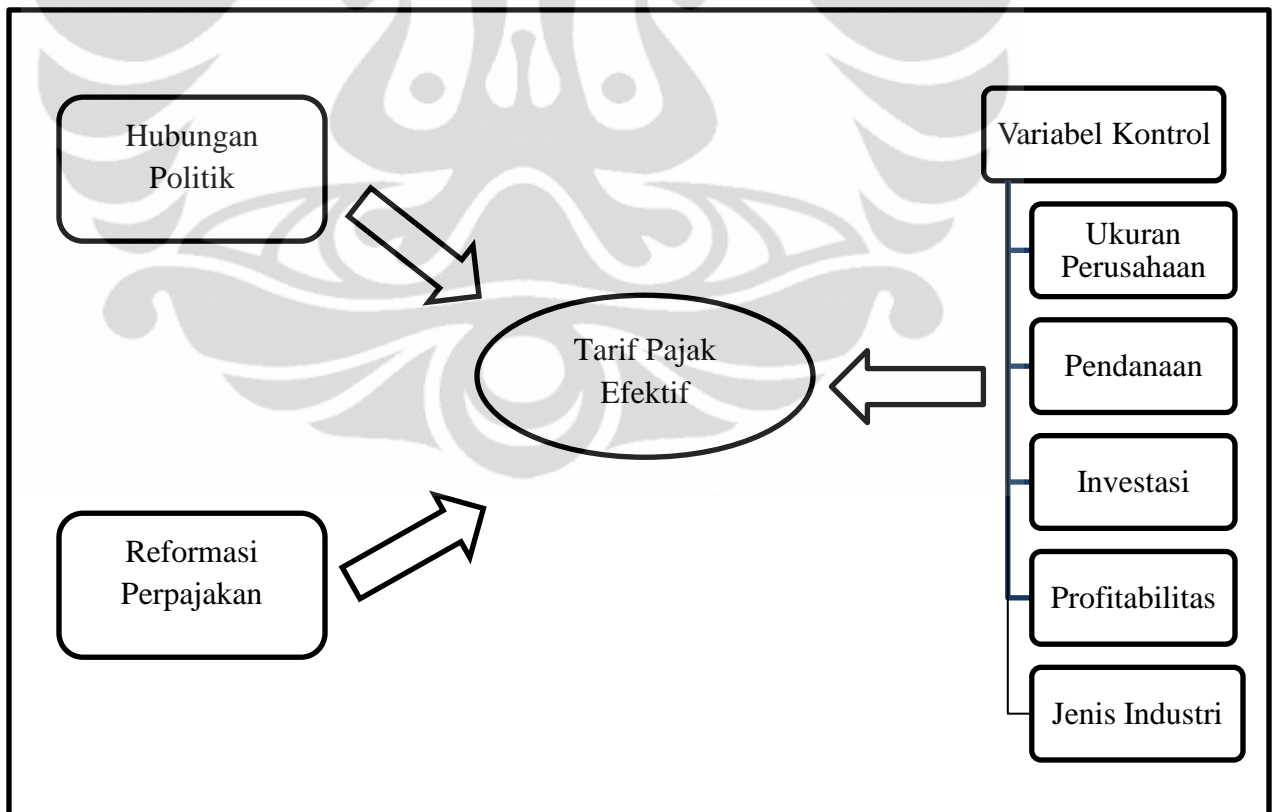 Hubungan
Politik
Variabel Kontrol
Ukuran
Perusahaan
Tarif Pajak
Efektif
Pendanaan
Investasi
Reformasi
Perpajakan
Profitabilitas
Jenis Industri